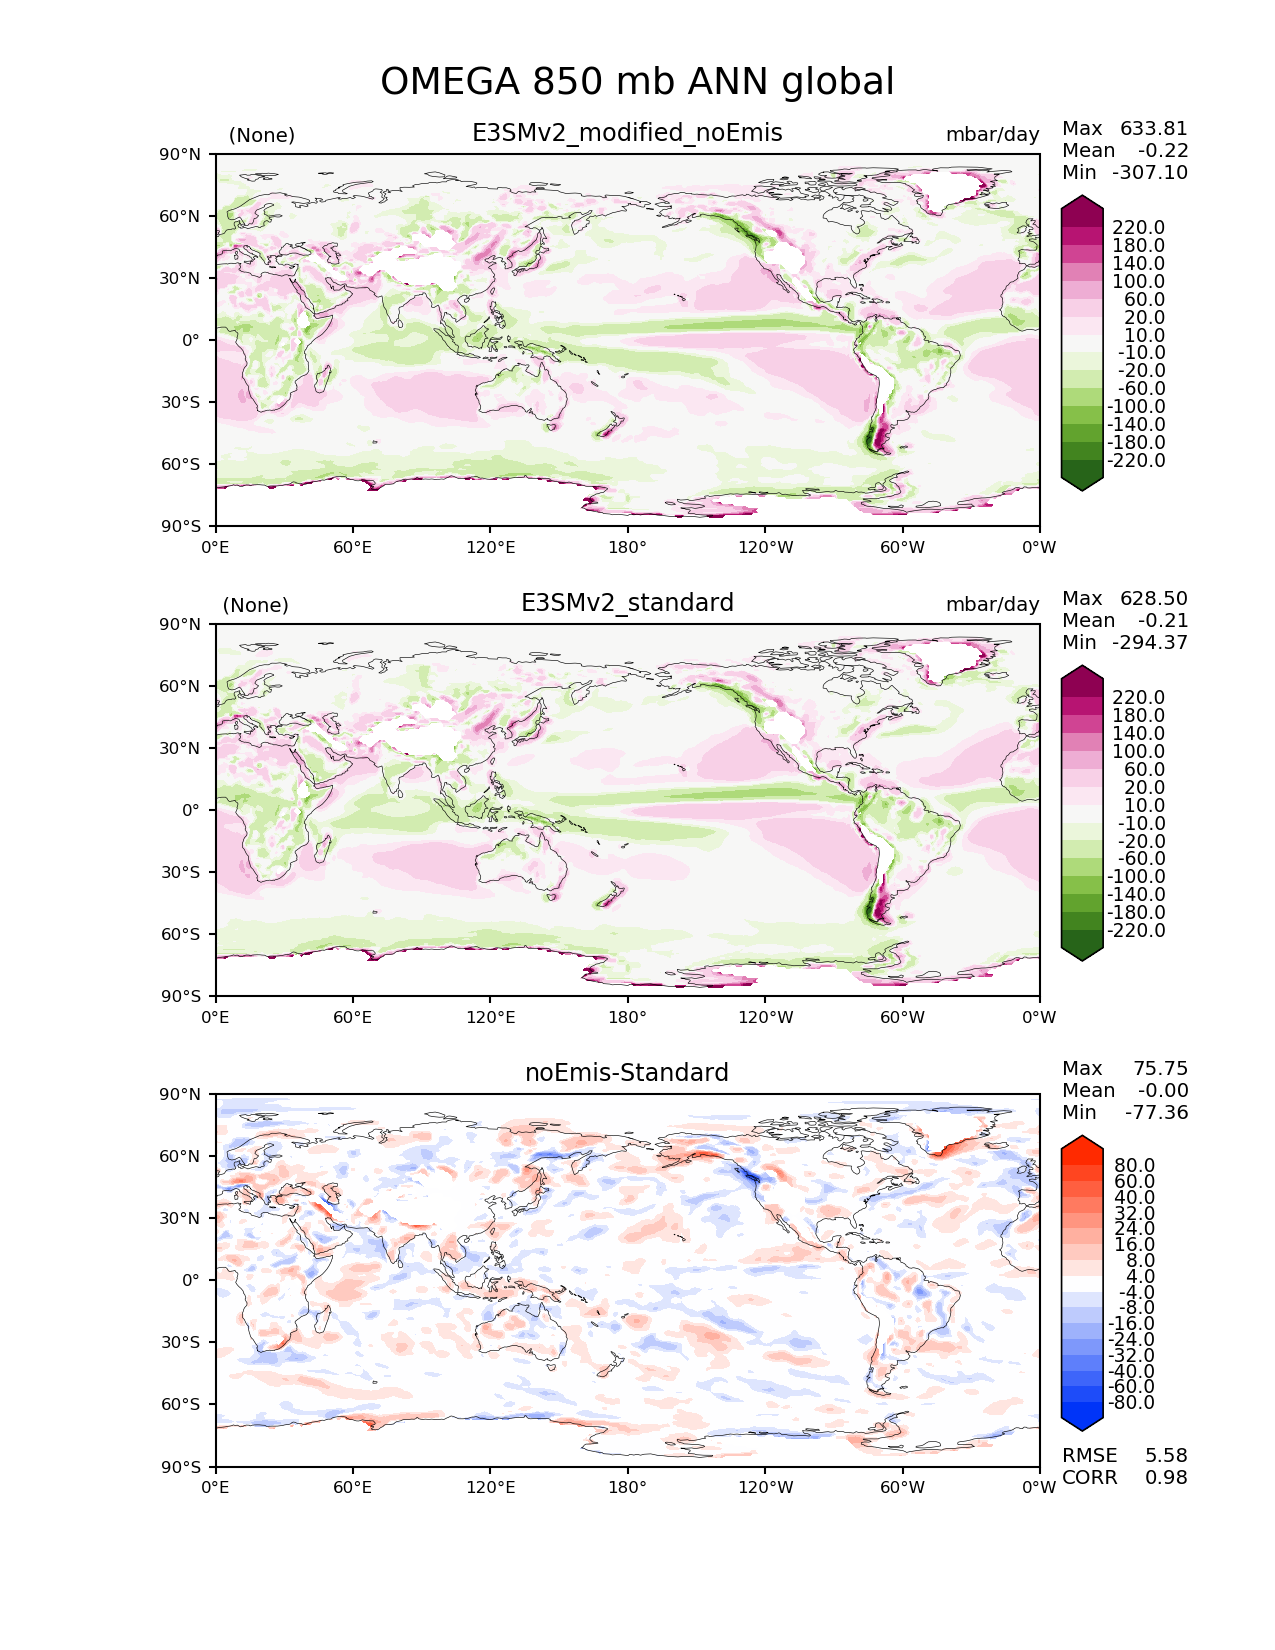 OMEGA 850 mb ANN global
(None) E3SMv2_modified_noEmis mbar/day
Max 633.81
Mean -0.22
Min -307.10
90°N
60°N
30°N
0°
30°S
60°S
90°S
0°E 60°E 120°E 180° 120°W 60°W 0°W
220.0
180.0
140.0
100.0
60.0
20.0
10.0
-10.0
-20.0
-60.0
-100.0
-140.0
-180.0
-220.0
(None) E3SMv2_standard mbar/day
Max 628.50
Mean -0.21
Min -294.37
90°N
60°N
30°N
0°
30°S
60°S
90°S
0°E 60°E 120°E 180° 120°W 60°W 0°W
220.0
180.0
140.0
100.0
60.0
20.0
10.0
-10.0
-20.0
-60.0
-100.0
-140.0
-180.0
-220.0
noEmis-Standard
Max 75.75
Mean -0.00
Min -77.36
90°N
60°N
30°N
0°
30°S
60°S
90°S
0°E 60°E 120°E 180° 120°W 60°W 0°W
80.0
60.0
40.0
32.0
24.0
16.0
8.0
4.0
-4.0
-8.0
-16.0
-24.0
-32.0
-40.0
-60.0
-80.0
RMSE 5.58
CORR 0.98